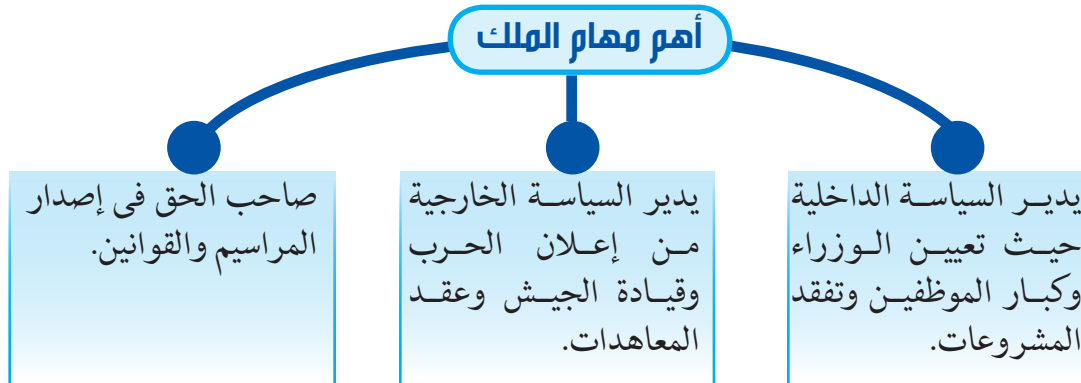 أهم مهام الملك
يدير السياسة الداخلية
حيث تعيين الوزراء
وكبار الموظفين وتفقد
المشروعات.
يدير السياسة الخارجية
من إعلان الحرب
وقيادة الجيش وعقد
المعاهدات.
صاحب الحق فى إصدار
المراسيم والقوانين.